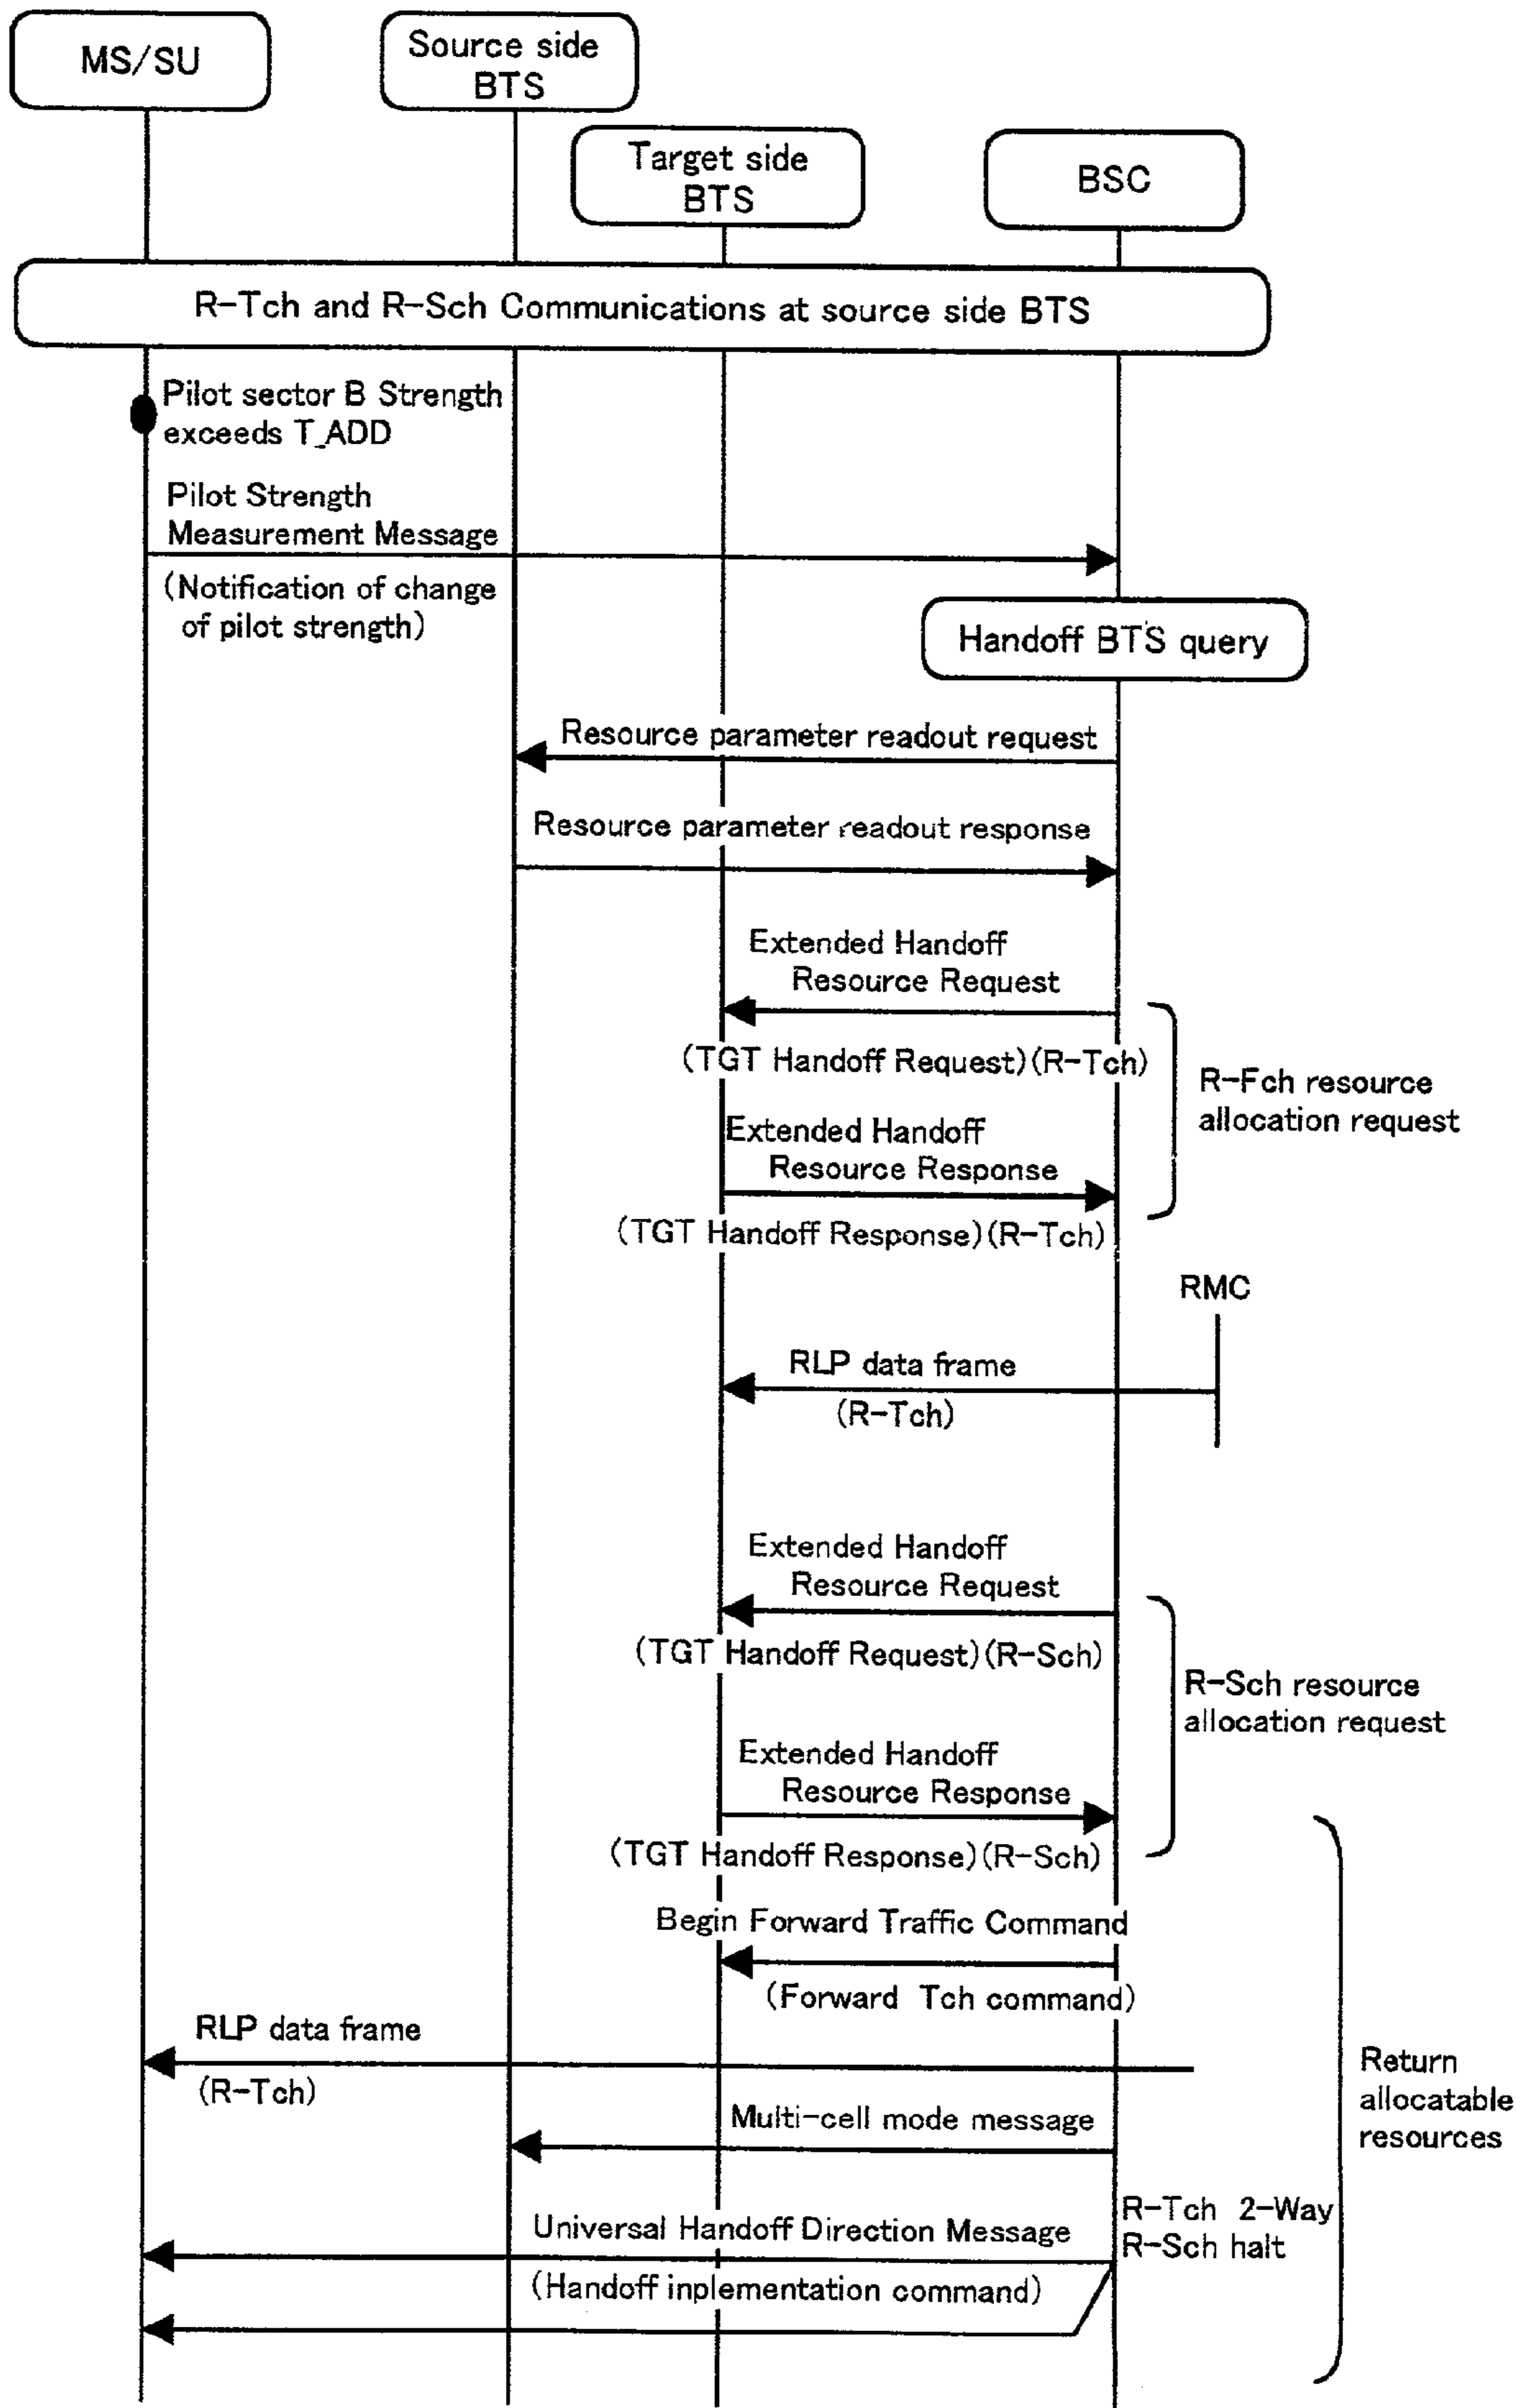 MS/SU
Source side
BTS
Target side
BTS
BSC
R-Tch and R-Sch Communications at source side BTS
Pilot sector B Strength
exceeds T_ADD
Pilot Strength
Measurement Message
(Notification of change
of pilot strength)
Handoff BTS query
Resource parameter readout request
Resource parameter readout response
Extended Handoff
Resource Request
(TGT Handoff Request)(R-Tch)
R-Fch resource
allocation request
Extended Handoff
Resource Response
(TGT Handoff Response)(R-Tch)
RMC
RLP data frame
(R-Tch)
Extended Handoff
Resource Request
(TGT Handoff Request)(R-Sch)
R-Sch resource
allocation request
Extended Handoff
Resource Response
(TGT Handoff Response)(R-Sch)
Begin Forward Traffic Command
(Forward Tch command)
RLP data frame
(R-Tch)
Return
allocatable
resources
Multi-cell mode message
R-Tch 2-Way
R-Sch halt
Universal Handoff Direction Message
(Handoff inplementation command)